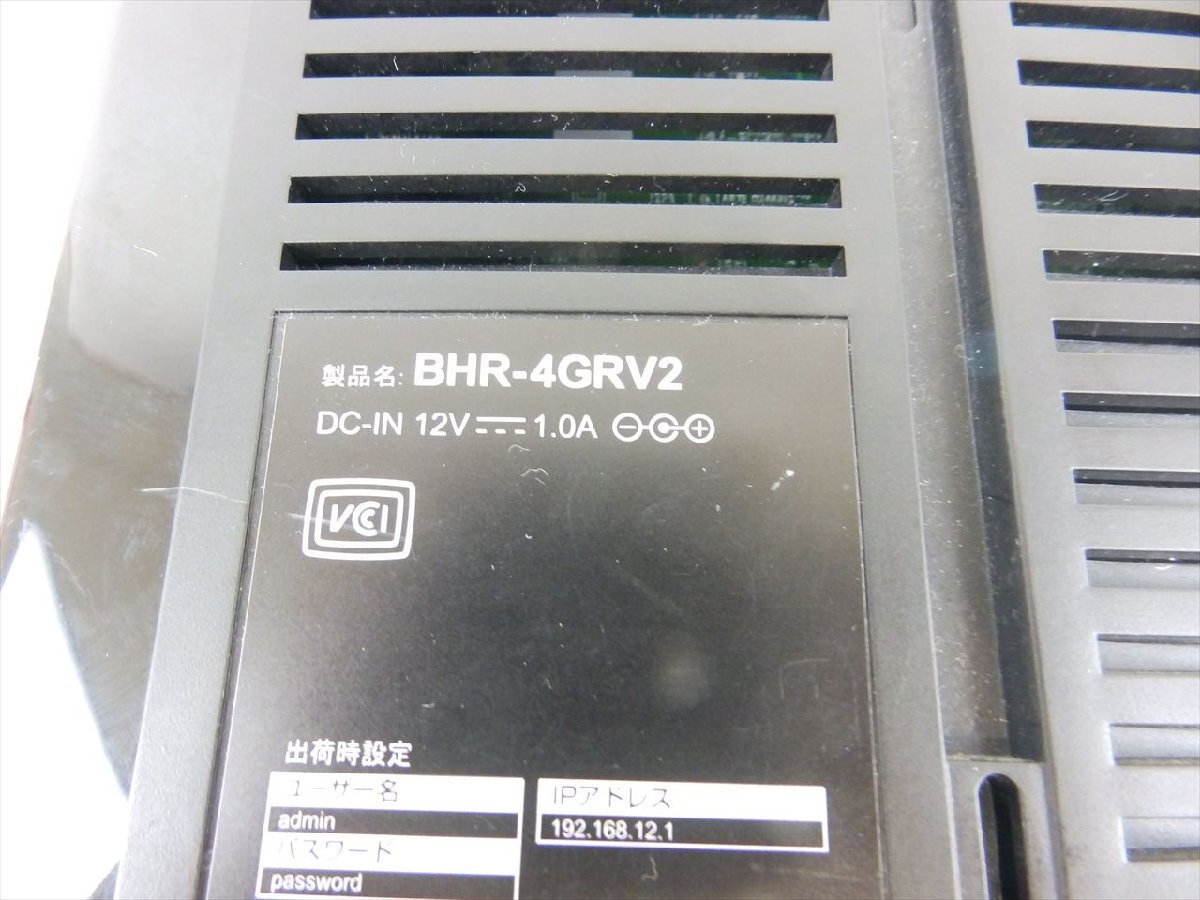 製品名: BHR-4GRV2
DC-IN 12V 1.0A
VCCI
出荷時設定
ユーザー名
admin
パスワード
password
IPアドレス
192.168.12.1